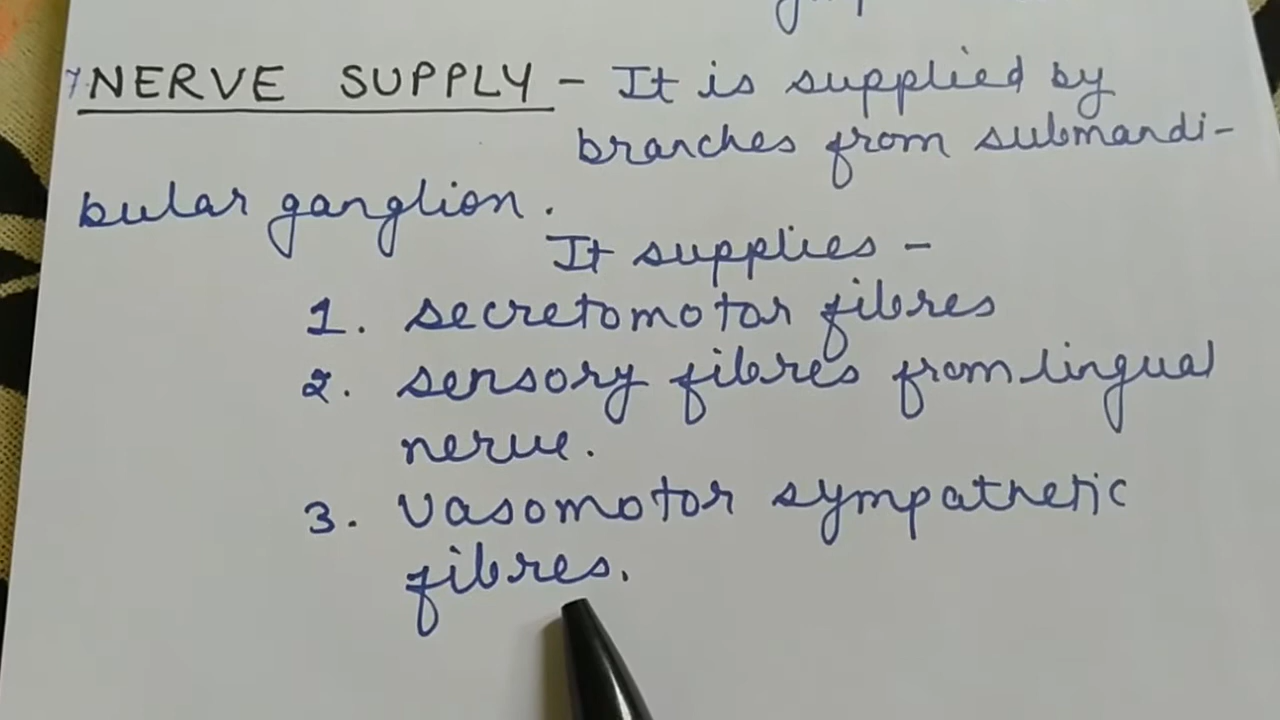 7. NERVE SUPPLY - It is supplied by
branches from submandi-
bular ganglion.
It supplies -
1. secretomotor fibres
2. sensory fibres from lingual
nerve.
3. vasomotor sympathetic
fibres.